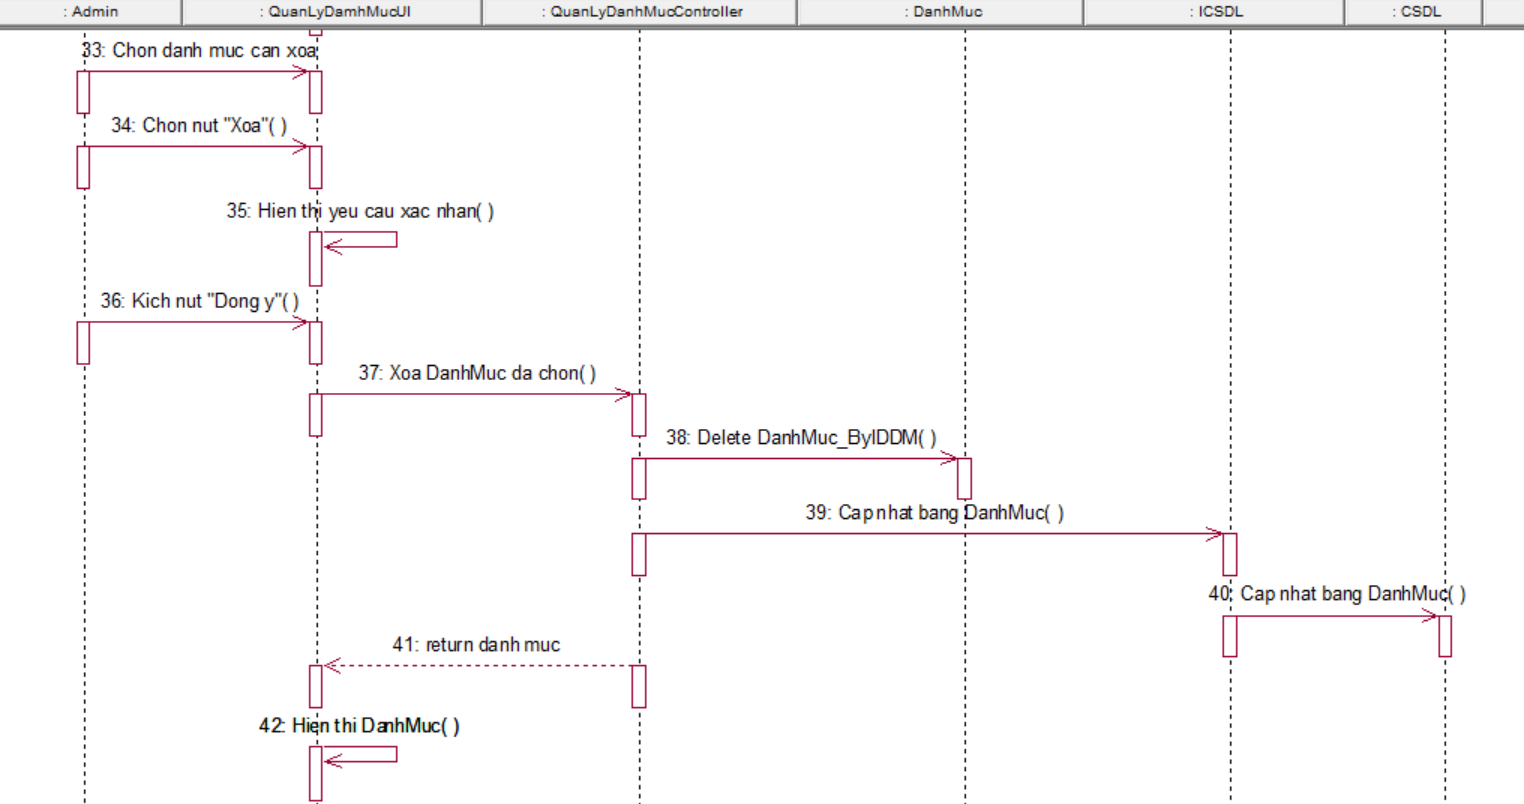 : Admin
: QuanLyDamhMucUI
: QuanLyDanhMucController
: DanhMuc
: ICSDL
: CSDL
33: Chon danh muc can xoa
34: Chon nut "Xoa"( )
35: Hien thi yeu cau xac nhan( )
36: Kich nut "Dong y"( )
37: Xoa DanhMuc da chon( )
38: Delete DanhMuc_ByIDDM( )
39: Cap nhat bang DanhMuc( )
40: Cap nhat bang DanhMuc( )
41: return danh muc
42: Hien thi DanhMuc( )